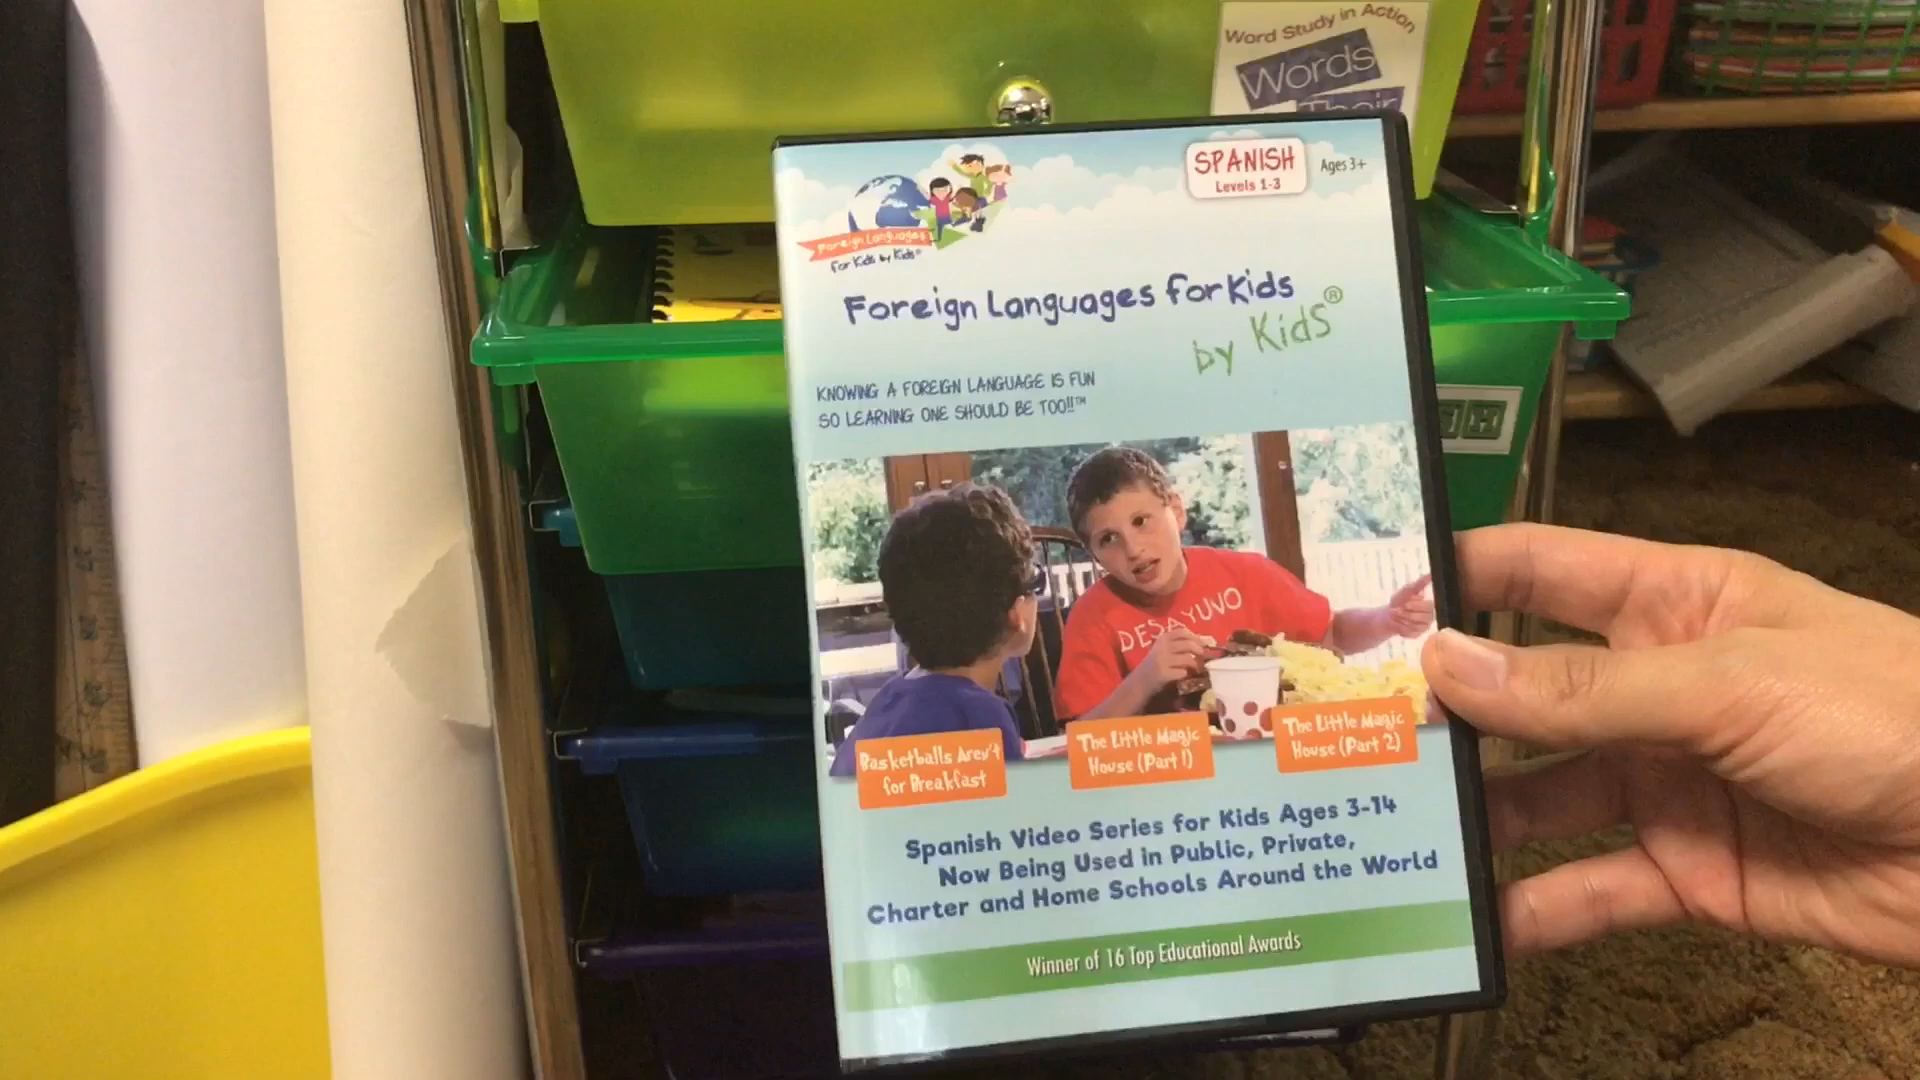 Word Study in Action
Words
Their
SPANISH
Levels 1-3
Ages 3+
Foreign Languages
for Kids by Kids®
Foreign Languages for Kids
by Kids®
KNOWING A FOREIGN LANGUAGE IS FUN
SO LEARNING ONE SHOULD BE TOO!!™
DESAYUNO
Basketballs Aren't
for Breakfast
The Little Magic
House (Part 1)
The Little Magic
House (Part 2)
Spanish Video Series for Kids Ages 3-14
Now Being Used in Public, Private,
Charter and Home Schools Around the World
Winner of 16 Top Educational Awards